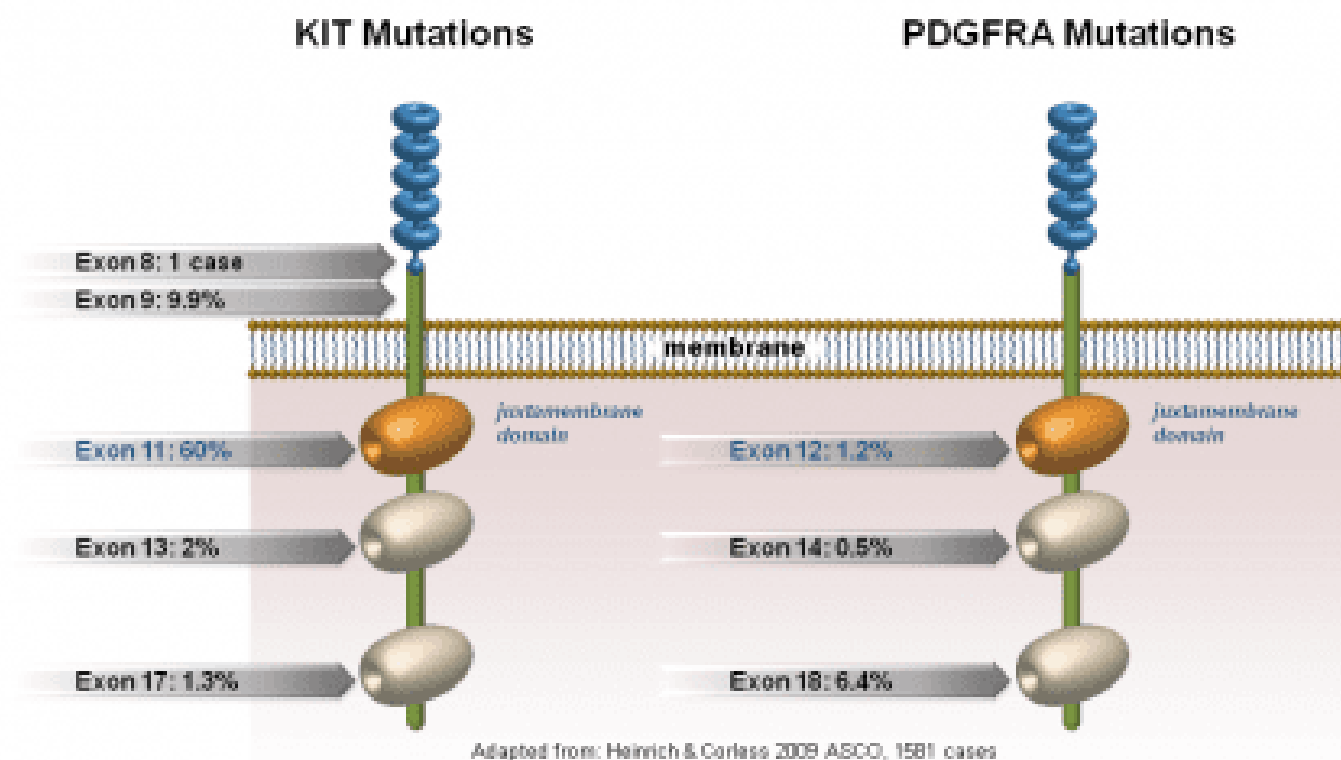 KIT Mutations
PDGFRA Mutations
Exon 8: 1 case
Exon 9: 9.9%
membrane
juxtamembrane
domain
Exon 11: 60%
juxtamembrane
domain
Exon 12: 1.2%
Exon 13: 2%
Exon 14: 0.5%
Exon 17: 1.3%
Exon 18: 6.4%
Adapted from: Heinrich & Corless 2009 ASCO, 1581 cases